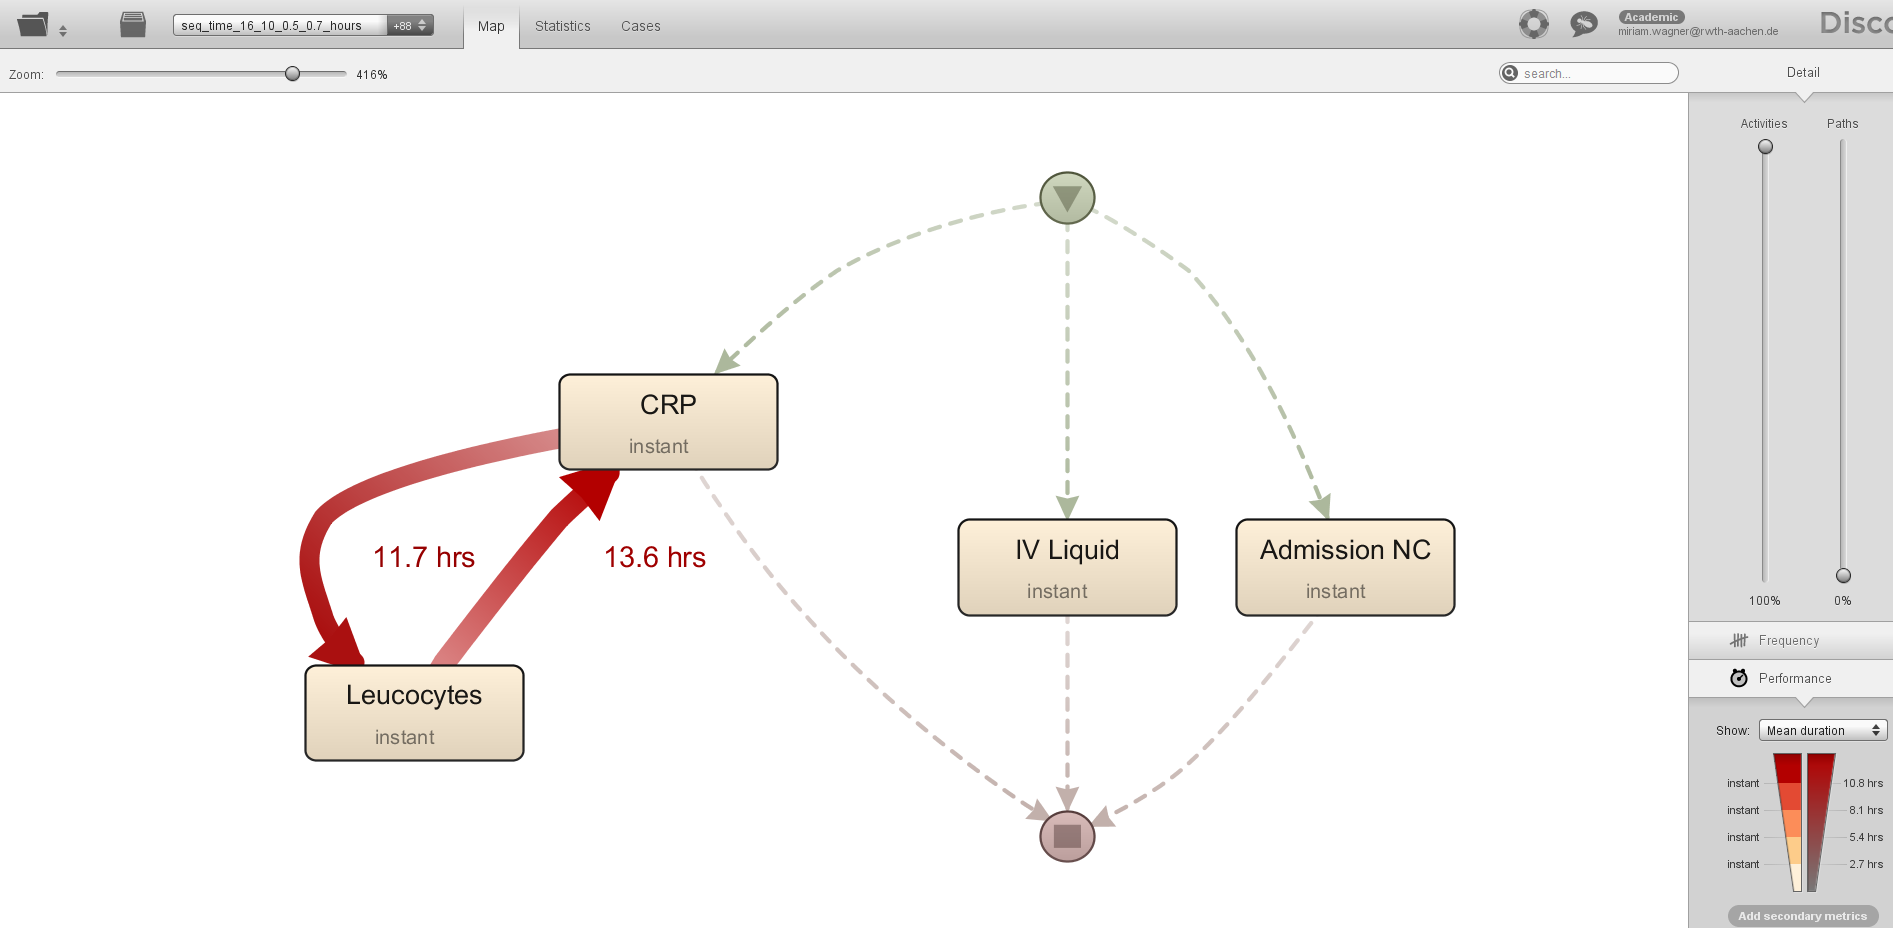 seq_time_16_10_0.5_0.7_hours +88 Map Statistics Cases
Academic
miriam.wagner@rwth-aachen.de
Zoom: 416% search... Detail
Activities Paths
CRP
instant
11.7 hrs 13.6 hrs
IV Liquid Admission NC
instant instant
100% 0%
Leucocytes
instant
Frequency
Performance
Show: Mean duration
instant 10.8 hrs
instant 8.1 hrs
instant 5.4 hrs
instant 2.7 hrs
Add secondary metrics